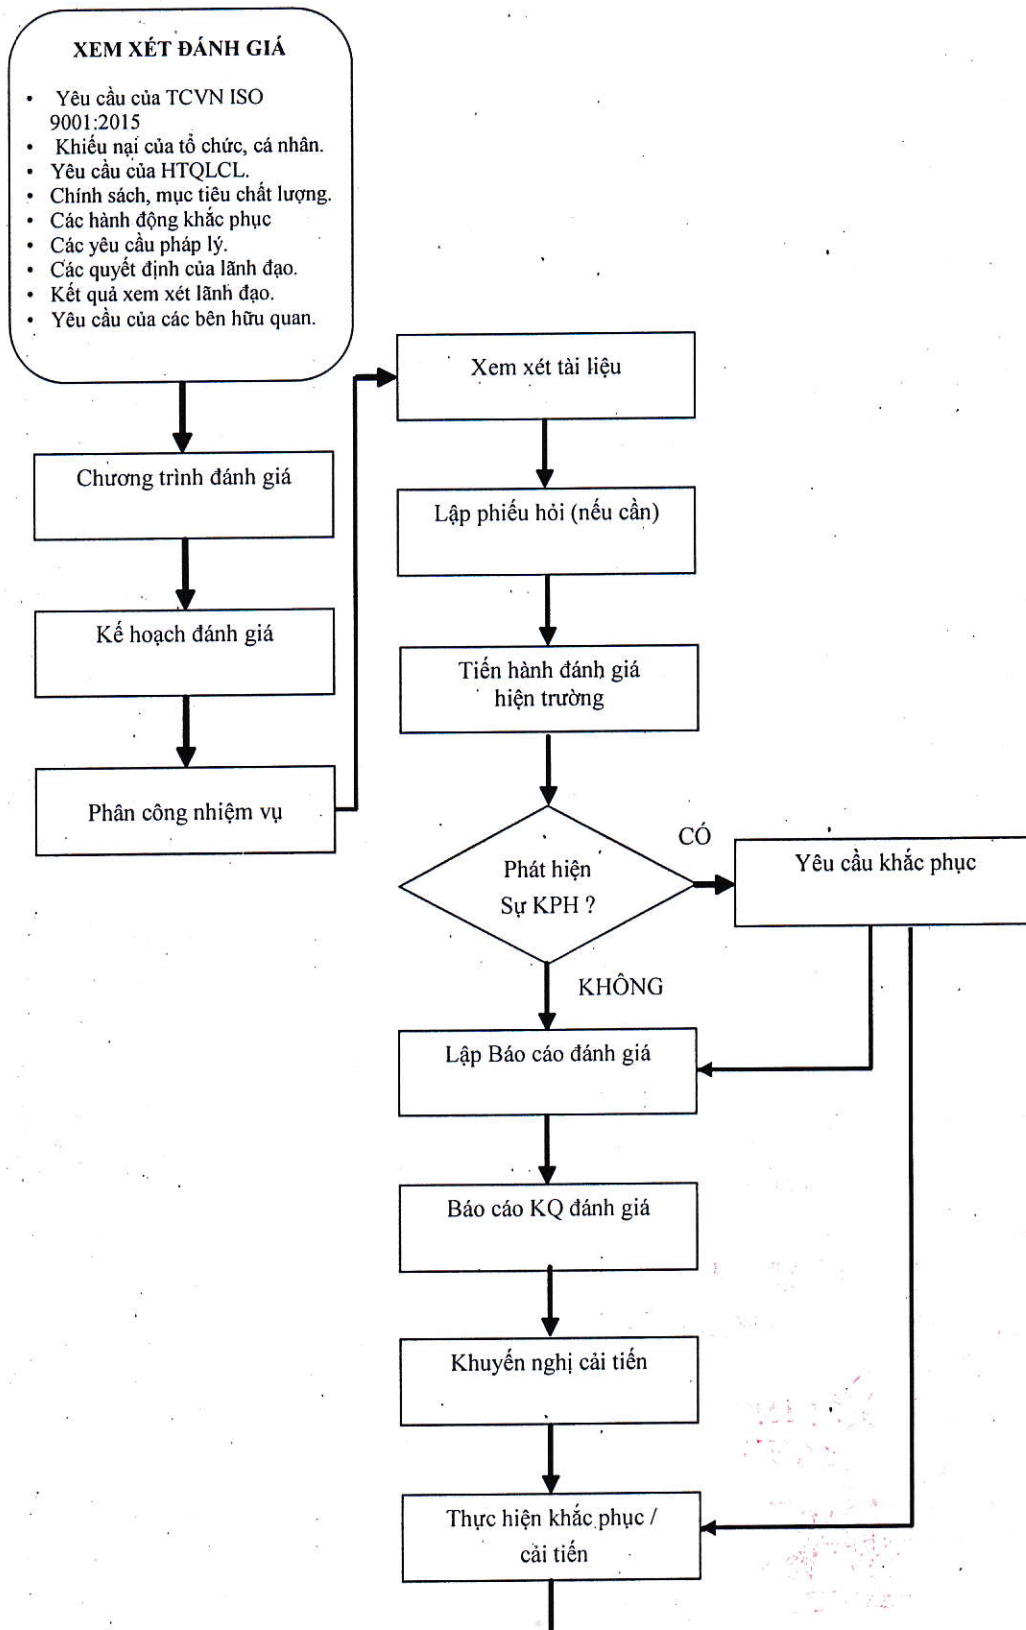 XEM XÉT ĐÁNH GIÁ
• Yêu cầu của TCVN ISO
9001:2015
• Khiếu nại của tổ chức, cá nhân.
• Yêu cầu của HTQLCL.
• Chính sách, mục tiêu chất lượng.
• Các hành động khắc phục
• Các yêu cầu pháp lý.
• Các quyết định của lãnh đạo.
• Kết quả xem xét lãnh đạo.
• Yêu cầu của các bên hữu quan.
Chương trình đánh giá
Kế hoạch đánh giá
Phân công nhiệm vụ
Xem xét tài liệu
Lập phiếu hỏi (nếu cần)
Tiến hành đánh giá
hiện trường
Phát hiện
Sự KPH ?
CÓ
Yêu cầu khắc phục
KHÔNG
Lập Báo cáo đánh giá
Báo cáo KQ đánh giá
Khuyến nghị cải tiến
Thực hiện khắc phục /
cải tiến